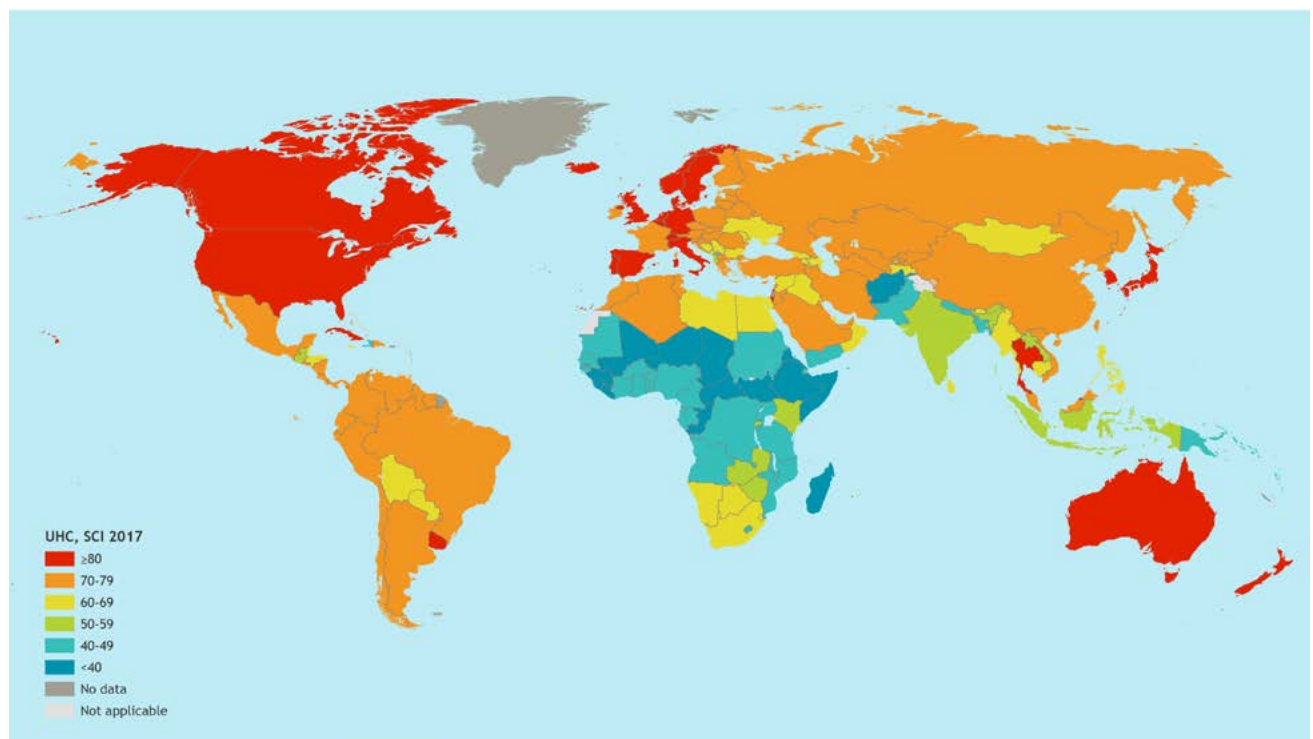 UHC, SCI 2017
≥80
70-79
60-69
50-59
40-49
<40
No data
Not applicable